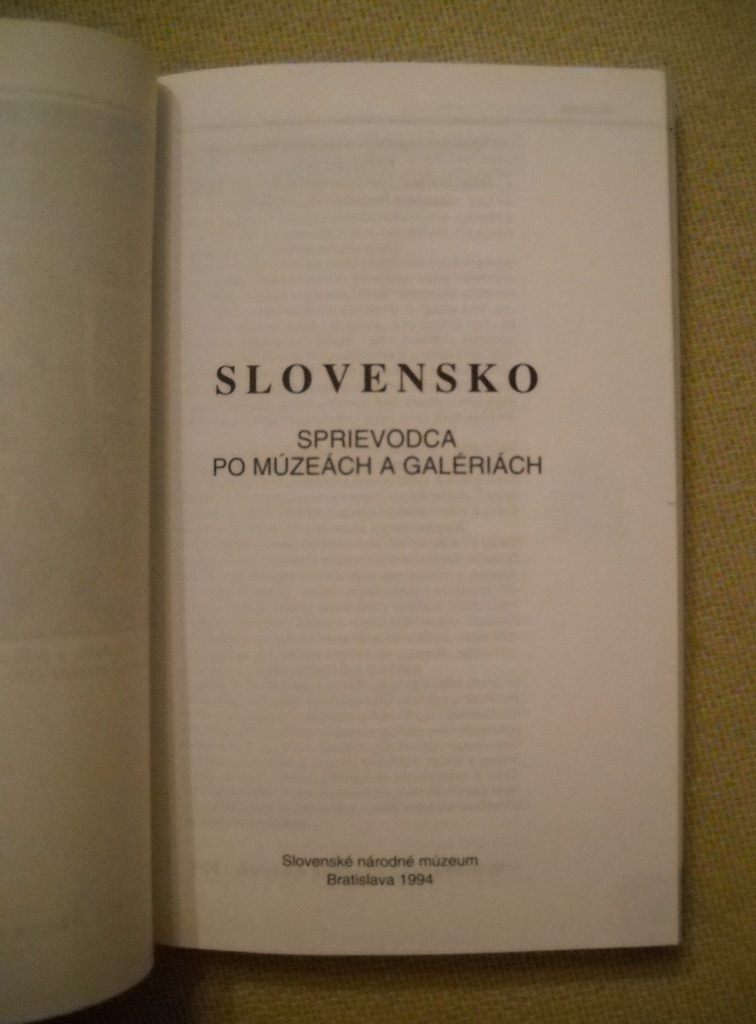 SLOVENSKO
SPRIEVODCA
PO MÚZEÁCH A GALÉRIÁCH
Slovenské národné múzeum
Bratislava 1994